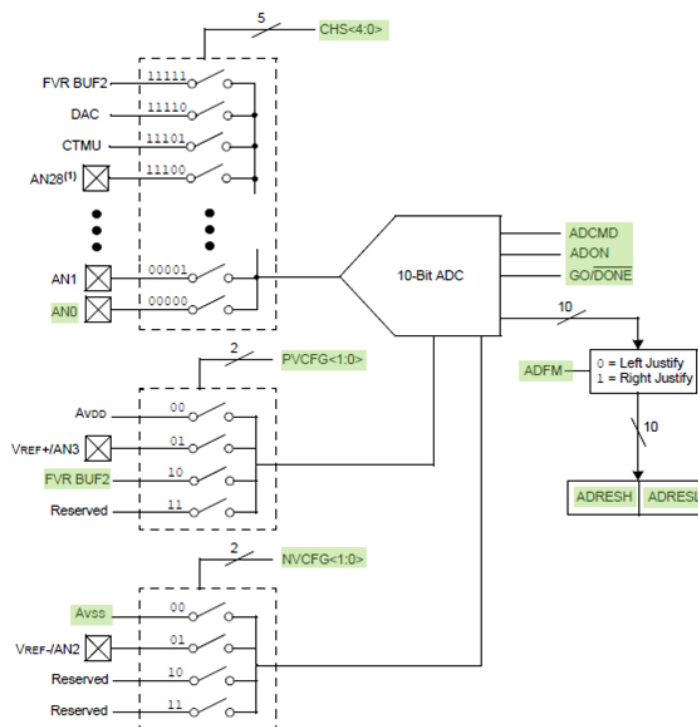 5 CHS<4:0>
FVR BUF2 11111
DAC 11110
CTMU 11101
AN28(1) 11100
AN1 00001
AN0 00000
10-Bit ADC
ADCMD
ADON
GO/DONE
10
ADFM
0 = Left Justify
1 = Right Justify
10
ADRESH ADRESL
2 PVCFG<1:0>
AVDD 00
VREF+/AN3 01
FVR BUF2 10
Reserved 11
2 NVCFG<1:0>
AVSS 00
VREF-/AN2 01
Reserved 10
Reserved 11